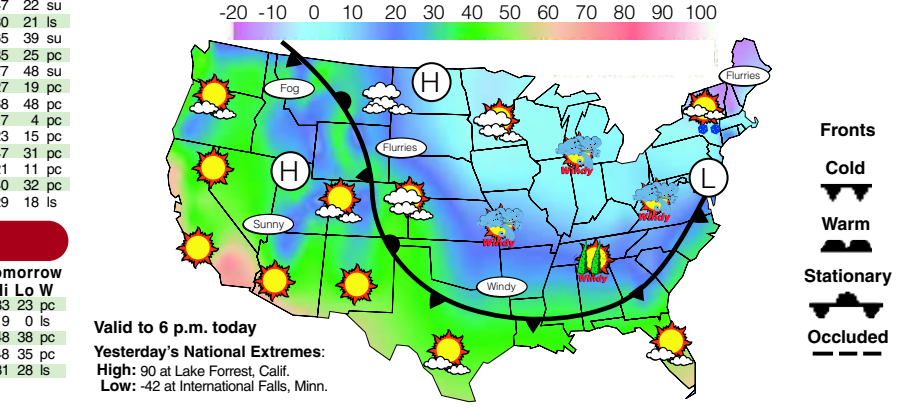 22 su
21 ls
39 su
25 pc
48 su
19 pc
48 pc
4 pc
15 pc
31 pc
11 pc
32 pc
18 ls
Lo W
23 pc
0 ls
38 pc
35 pc
28 ls
-20 -10 0 10 20 30 40 50 60 70 80 90 100
H
Fog
Flurries
Flurries
H
Windy
L
Windy
Sunny
Windy
Windy
Windy
Valid to 6 p.m. today
Yesterday's National Extremes:
High: 90 at Lake Forrest, Calif.
Low: -42 at International Falls, Minn.
Fronts
Cold
Warm
Stationary
Occluded